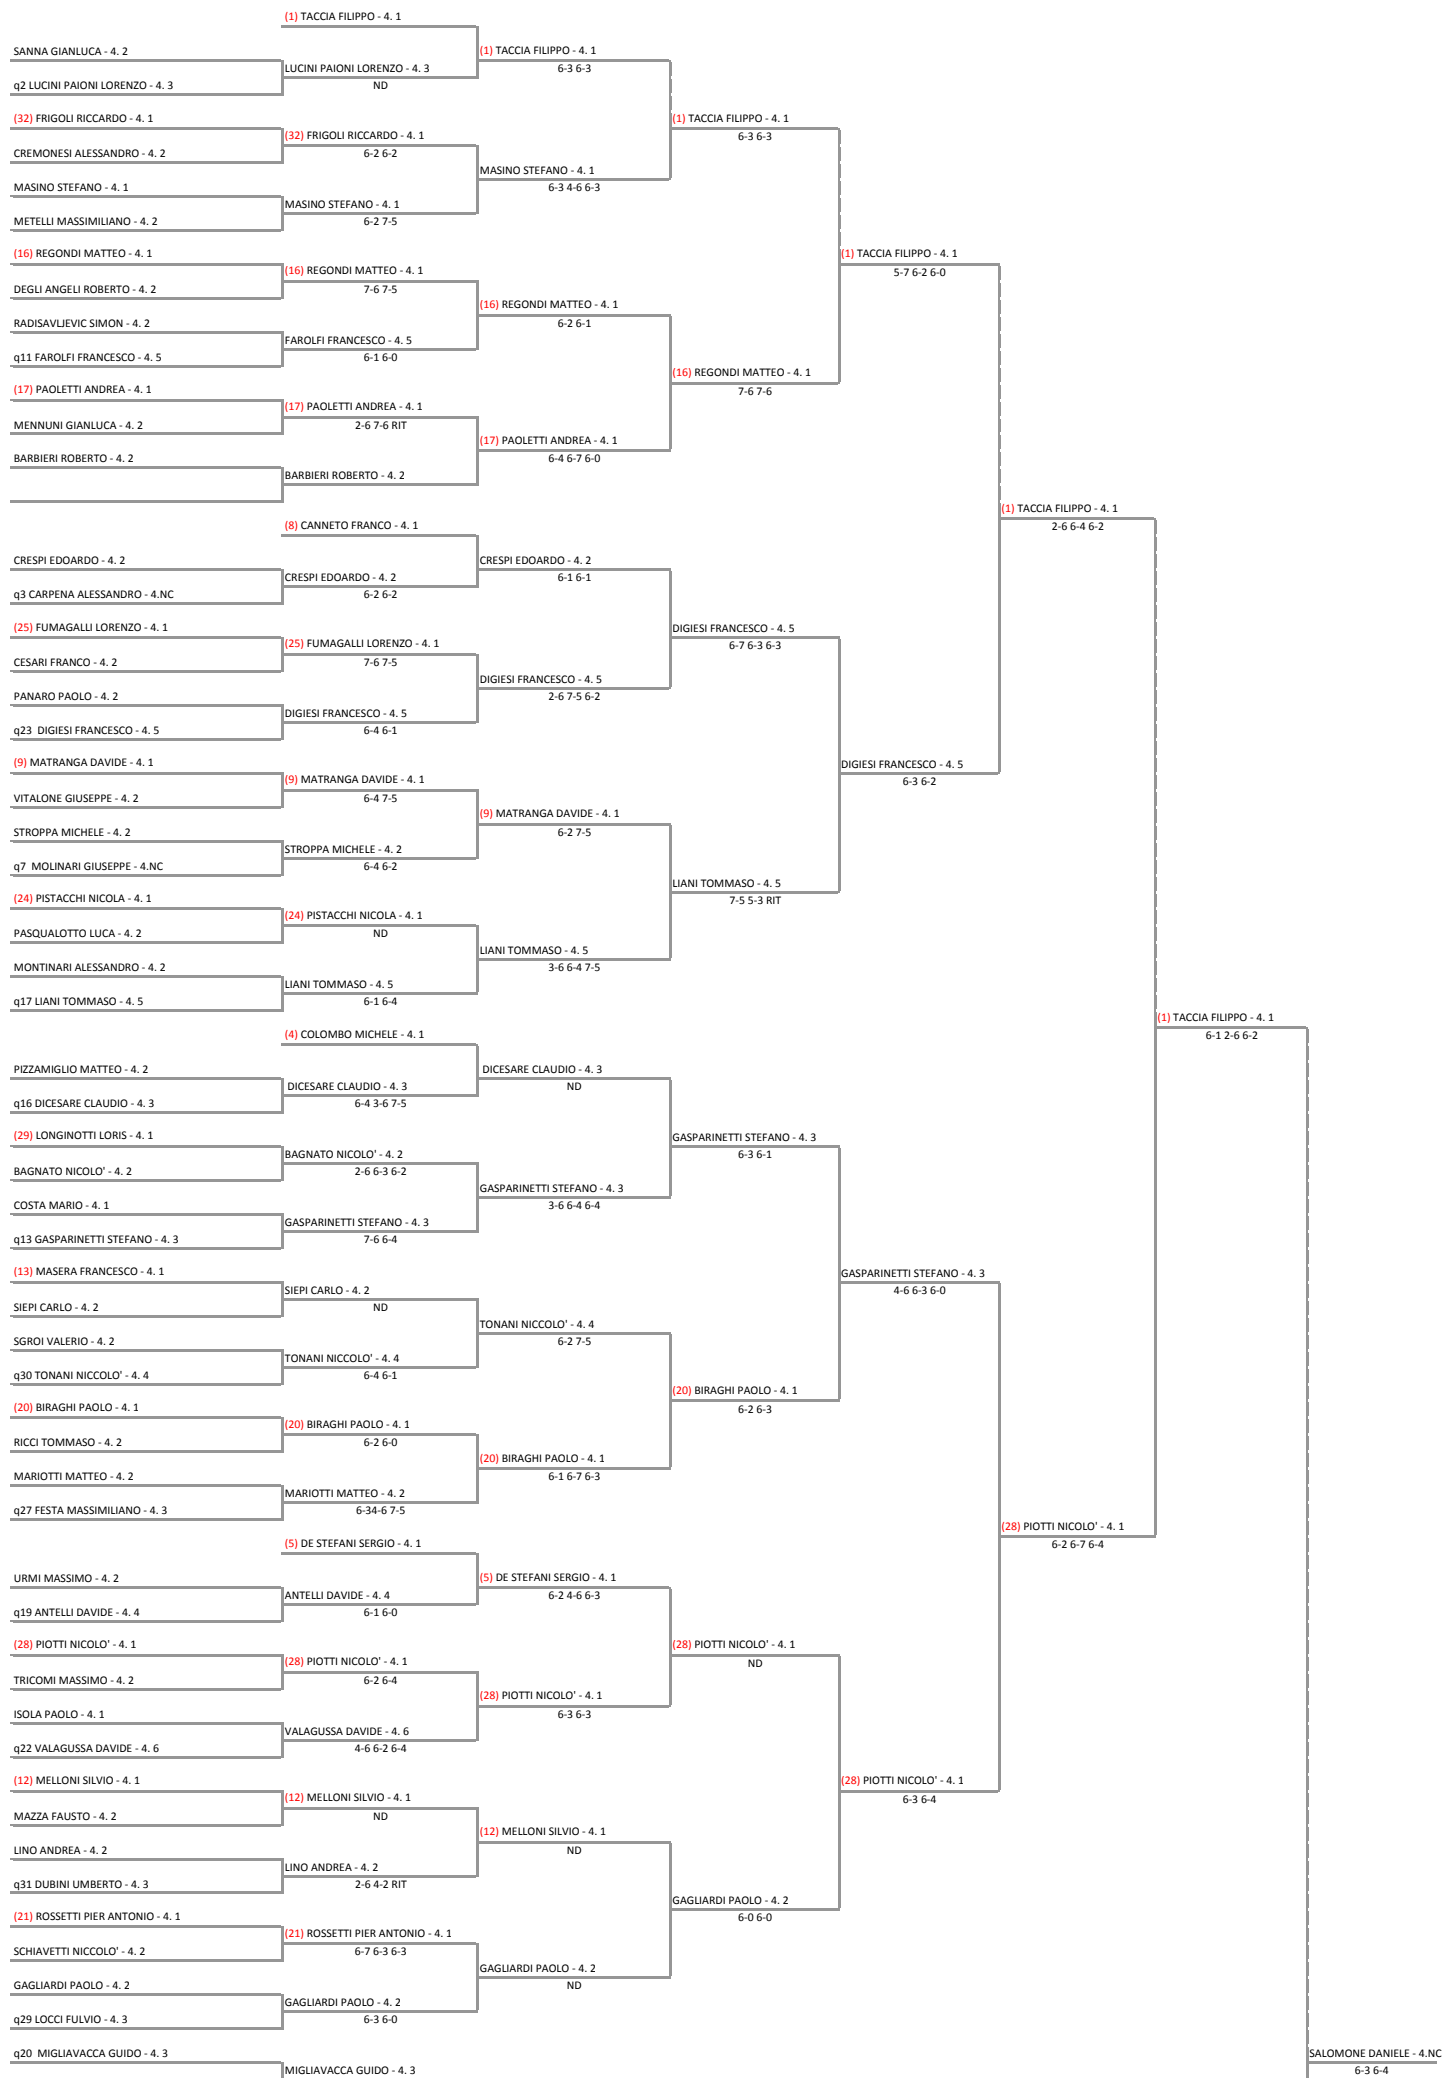 (1) TACCIA FILIPPO - 4. 1
SANNA GIANLUCA - 4. 2
(1) TACCIA FILIPPO - 4. 1
LUCINI PAIONI LORENZO - 4. 3
6-3 6-3
q2 LUCINI PAIONI LORENZO - 4. 3
ND
(32) FRIGOLI RICCARDO - 4. 1
(1) TACCIA FILIPPO - 4. 1
(32) FRIGOLI RICCARDO - 4. 1
6-3 6-3
CREMONESI ALESSANDRO - 4. 2
6-2 6-2
MASINO STEFANO - 4. 1
MASINO STEFANO - 4. 1
6-3 4-6 6-3
MASINO STEFANO - 4. 1
METELLI MASSIMILIANO - 4. 2
6-2 7-5
(16) REGONDI MATTEO - 4. 1
(1) TACCIA FILIPPO - 4. 1
(16) REGONDI MATTEO - 4. 1
5-7 6-2 6-0
DEGLI ANGELI ROBERTO - 4. 2
7-6 7-5
(16) REGONDI MATTEO - 4. 1
RADISAVLJEVIC SIMON - 4. 2
6-2 6-1
FAROLFI FRANCESCO - 4. 5
q11 FAROLFI FRANCESCO - 4. 5
6-1 6-0
(16) REGONDI MATTEO - 4. 1
(17) PAOLETTI ANDREA - 4. 1
7-6 7-6
(17) PAOLETTI ANDREA - 4. 1
MENNUNI GIANLUCA - 4. 2
2-6 7-6 RIT
(17) PAOLETTI ANDREA - 4. 1
BARBIERI ROBERTO - 4. 2
6-4 6-7 6-0
BARBIERI ROBERTO - 4. 2
(1) TACCIA FILIPPO - 4. 1
(8) CANNETO FRANCO - 4. 1
2-6 6-4 6-2
CRESPI EDOARDO - 4. 2
CRESPI EDOARDO - 4. 2
CRESPI EDOARDO - 4. 2
6-1 6-1
q3 CARPENA ALESSANDRO - 4.NC
6-2 6-2
(25) FUMAGALLI LORENZO - 4. 1
DIGIESI FRANCESCO - 4. 5
(25) FUMAGALLI LORENZO - 4. 1
6-7 6-3 6-3
CESARI FRANCO - 4. 2
7-6 7-5
DIGIESI FRANCESCO - 4. 5
PANARO PAOLO - 4. 2
2-6 7-5 6-2
DIGIESI FRANCESCO - 4. 5
q23  DIGIESI FRANCESCO - 4. 5
6-4 6-1
(9) MATRANGA DAVIDE - 4. 1
DIGIESI FRANCESCO - 4. 5
(9) MATRANGA DAVIDE - 4. 1
6-3 6-2
VITALONE GIUSEPPE - 4. 2
6-4 7-5
(9) MATRANGA DAVIDE - 4. 1
STROPPA MICHELE - 4. 2
6-2 7-5
STROPPA MICHELE - 4. 2
q7  MOLINARI GIUSEPPE - 4.NC
6-4 6-2
LIANI TOMMASO - 4. 5
(24) PISTACCHI NICOLA - 4. 1
7-5 5-3 RIT
(24) PISTACCHI NICOLA - 4. 1
PASQUALOTTO LUCA - 4. 2
ND
LIANI TOMMASO - 4. 5
MONTINARI ALESSANDRO - 4. 2
3-6 6-4 7-5
LIANI TOMMASO - 4. 5
q17 LIANI TOMMASO - 4. 5
6-1 6-4
(1) TACCIA FILIPPO - 4. 1
(4) COLOMBO MICHELE - 4. 1
6-1 2-6 6-2
PIZZAMIGLIO MATTEO - 4. 2
DICESARE CLAUDIO - 4. 3
DICESARE CLAUDIO - 4. 3
ND
q16 DICESARE CLAUDIO - 4. 3
6-4 3-6 7-5
(29) LONGINOTTI LORIS - 4. 1
GASPARINETTI STEFANO - 4. 3
BAGNATO NICOLO' - 4. 2
6-3 6-1
BAGNATO NICOLO' - 4. 2
2-6 6-3 6-2
GASPARINETTI STEFANO - 4. 3
COSTA MARIO - 4. 1
3-6 6-4 6-4
GASPARINETTI STEFANO - 4. 3
q13 GASPARINETTI STEFANO - 4. 3
7-6 6-4
(13) MASERA FRANCESCO - 4. 1
GASPARINETTI STEFANO - 4. 3
SIEPI CARLO - 4. 2
4-6 6-3 6-0
SIEPI CARLO - 4. 2
ND
TONANI NICCOLO' - 4. 4
SGROI VALERIO - 4. 2
6-2 7-5
TONANI NICCOLO' - 4. 4
q30 TONANI NICCOLO' - 4. 4
6-4 6-1
(20) BIRAGHI PAOLO - 4. 1
(20) BIRAGHI PAOLO - 4. 1
6-2 6-3
(20) BIRAGHI PAOLO - 4. 1
RICCI TOMMASO - 4. 2
6-2 6-0
(20) BIRAGHI PAOLO - 4. 1
MARIOTTI MATTEO - 4. 2
6-1 6-7 6-3
MARIOTTI MATTEO - 4. 2
q27 FESTA MASSIMILIANO - 4. 3
6-34-6 7-5
(28) PIOTTI NICOLO' - 4. 1
(5) DE STEFANI SERGIO - 4. 1
6-2 6-7 6-4
URMI MASSIMO - 4. 2
(5) DE STEFANI SERGIO - 4. 1
ANTELLI DAVIDE - 4. 4
6-2 4-6 6-3
q19 ANTELLI DAVIDE - 4. 4
6-1 6-0
(28) PIOTTI NICOLO' - 4. 1
(28) PIOTTI NICOLO' - 4. 1
(28) PIOTTI NICOLO' - 4. 1
ND
TRICOMI MASSIMO - 4. 2
6-2 6-4
(28) PIOTTI NICOLO' - 4. 1
ISOLA PAOLO - 4. 1
6-3 6-3
VALAGUSSA DAVIDE - 4. 6
q22 VALAGUSSA DAVIDE - 4. 6
4-6 6-2 6-4
(12) MELLONI SILVIO - 4. 1
(28) PIOTTI NICOLO' - 4. 1
(12) MELLONI SILVIO - 4. 1
6-3 6-4
MAZZA FAUSTO - 4. 2
ND
(12) MELLONI SILVIO - 4. 1
LINO ANDREA - 4. 2
ND
LINO ANDREA - 4. 2
q31 DUBINI UMBERTO - 4. 3
2-6 4-2 RIT
GAGLIARDI PAOLO - 4. 2
(21) ROSSETTI PIER ANTONIO - 4. 1
6-0 6-0
(21) ROSSETTI PIER ANTONIO - 4. 1
SCHIAVETTI NICCOLO' - 4. 2
6-7 6-3 6-3
GAGLIARDI PAOLO - 4. 2
GAGLIARDI PAOLO - 4. 2
ND
GAGLIARDI PAOLO - 4. 2
q29 LOCCI FULVIO - 4. 3
6-3 6-0
q20  MIGLIAVACCA GUIDO - 4. 3
SALOMONE DANIELE - 4.NC
MIGLIAVACCA GUIDO - 4. 3
6-3 6-4